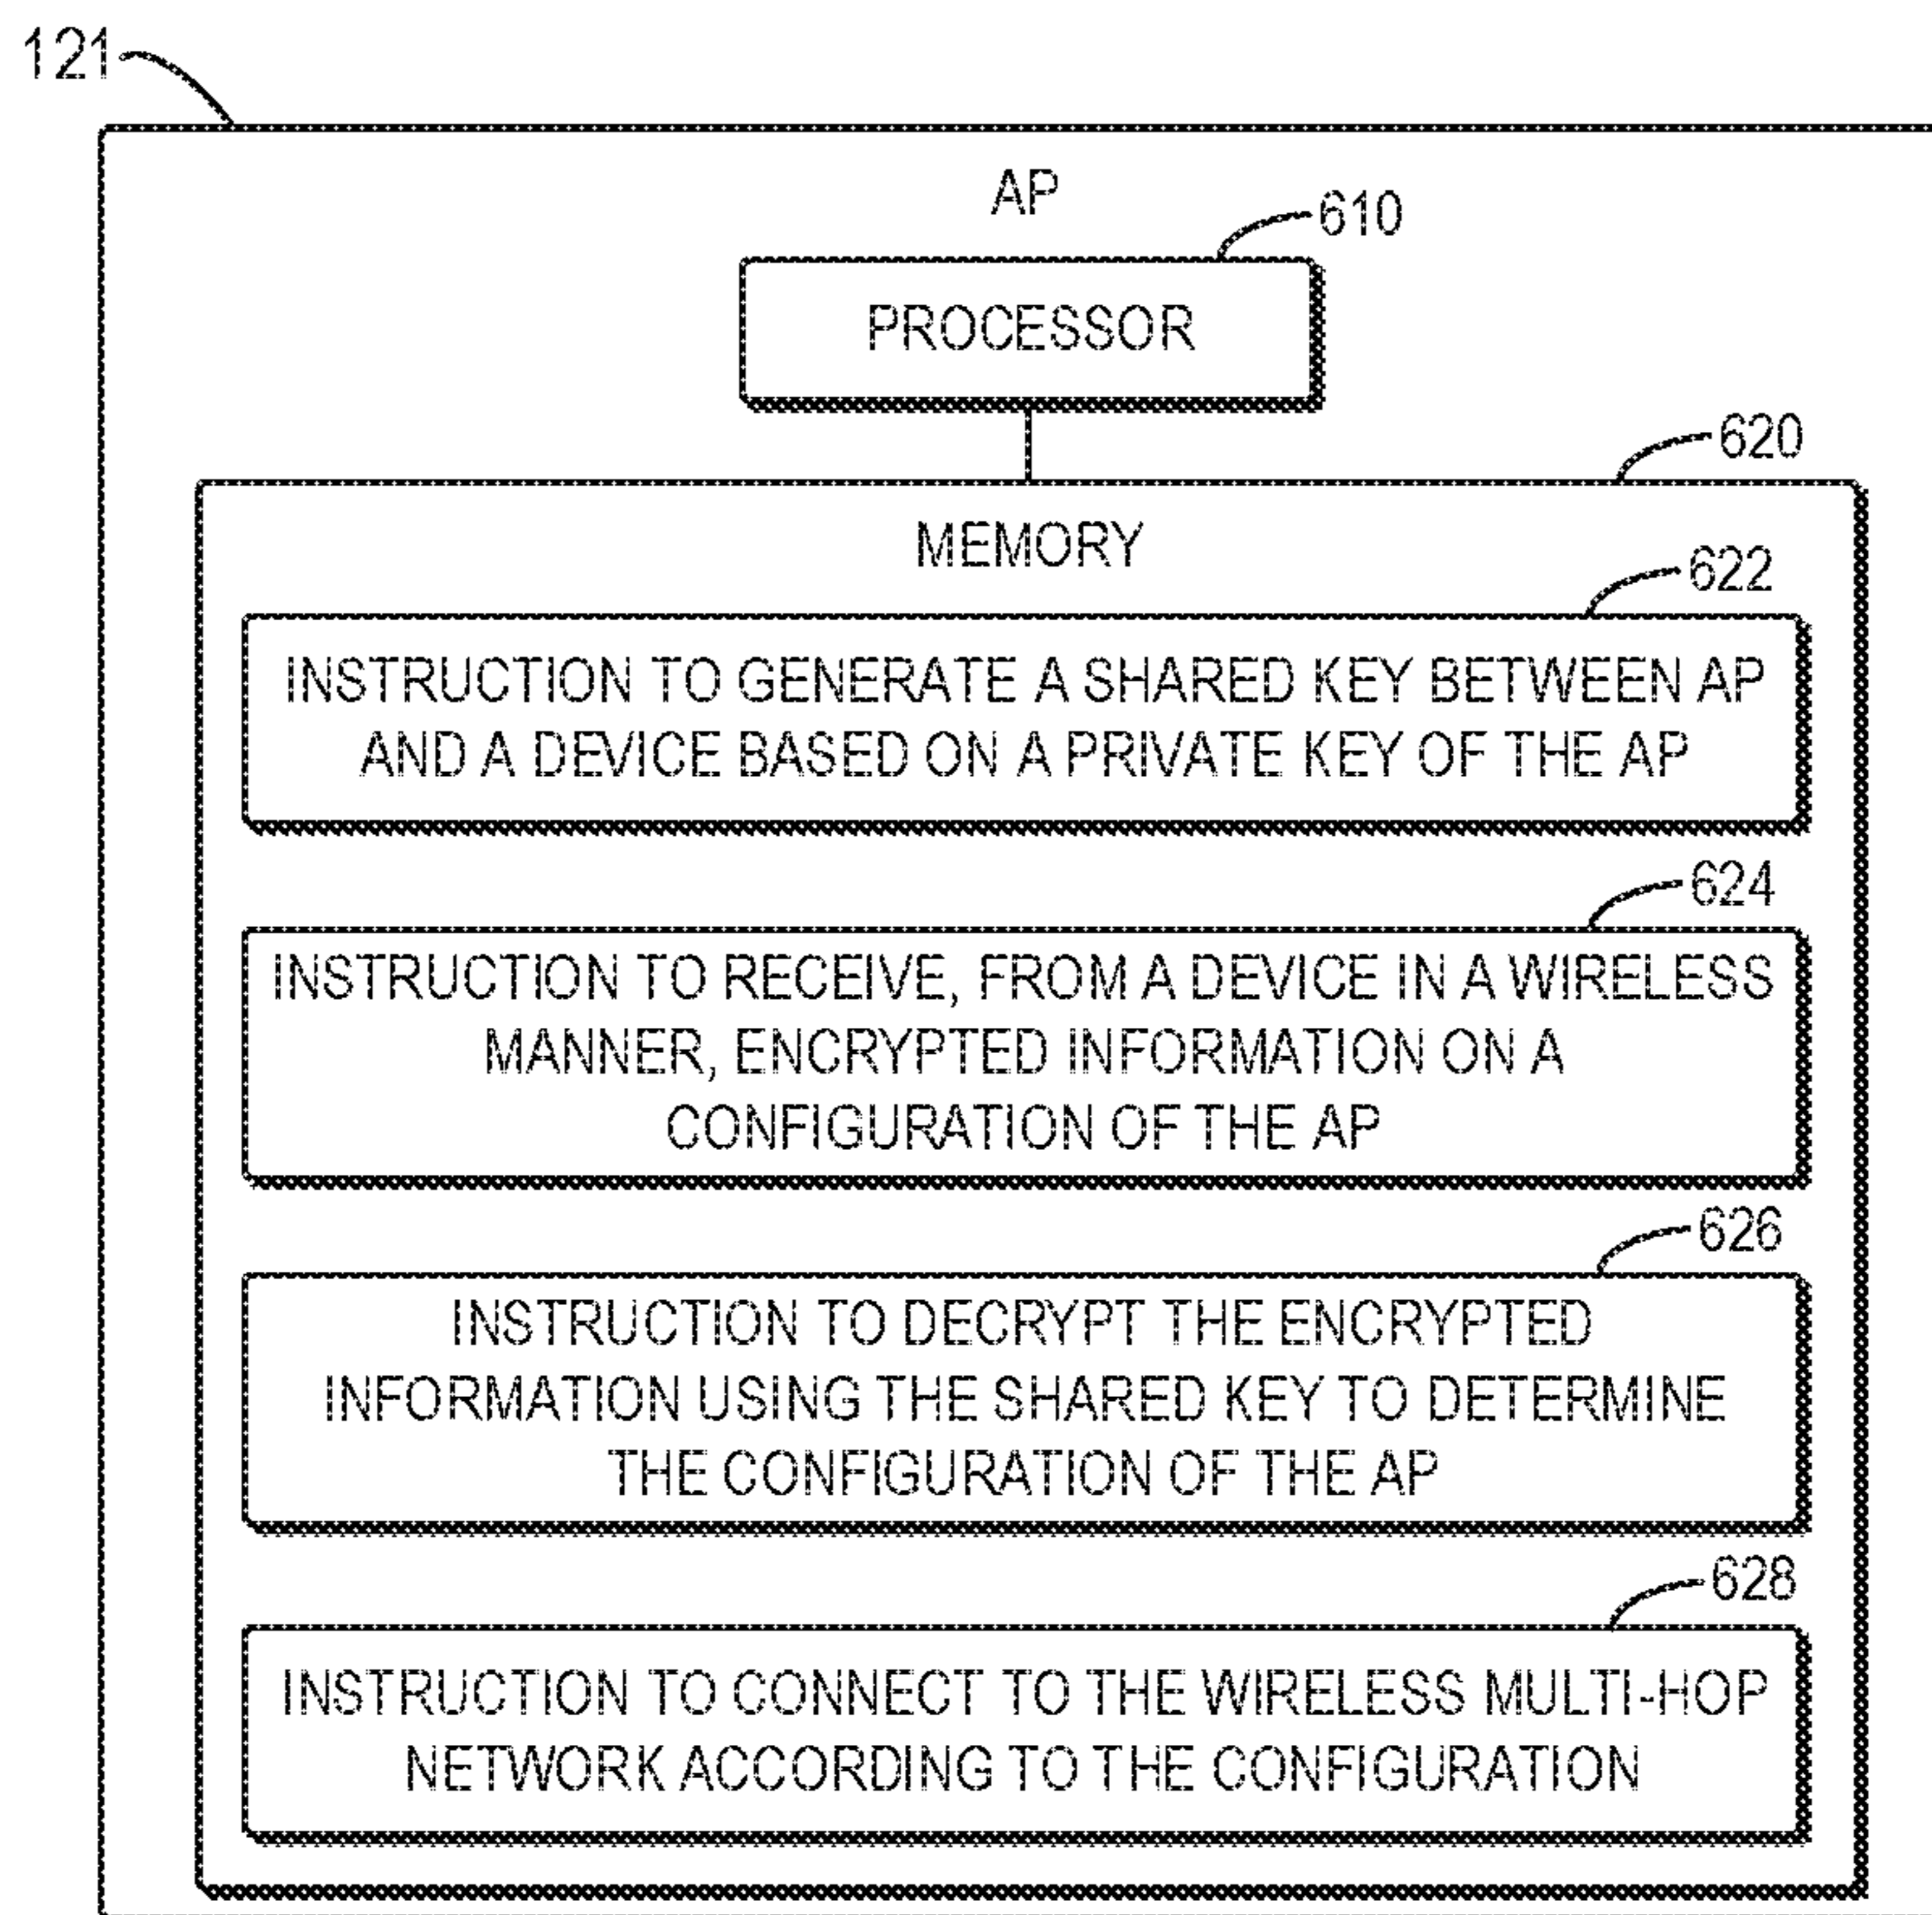 121
AP
610
PROCESSOR
620
MEMORY
622
INSTRUCTION TO GENERATE A SHARED KEY BETWEEN AP
AND A DEVICE BASED ON A PRIVATE KEY OF THE AP
624
INSTRUCTION TO RECEIVE, FROM A DEVICE IN A WIRELESS
MANNER, ENCRYPTED INFORMATION ON A
CONFIGURATION OF THE AP
626
INSTRUCTION TO DECRYPT THE ENCRYPTED
INFORMATION USING THE SHARED KEY TO DETERMINE
THE CONFIGURATION OF THE AP
628
INSTRUCTION TO CONNECT TO THE WIRELESS MULTI-HOP
NETWORK ACCORDING TO THE CONFIGURATION